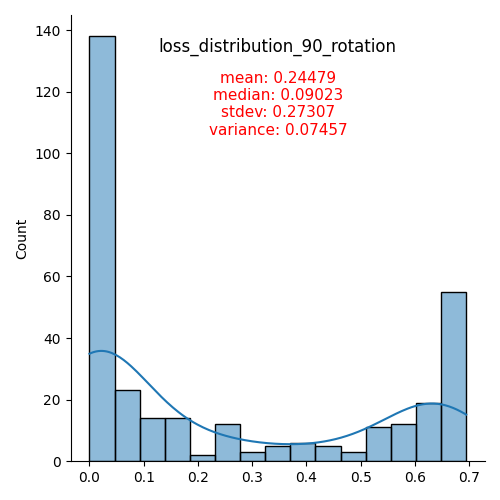 loss_distribution_90_rotation
mean: 0.24479
median: 0.09023
stdev: 0.27307
variance: 0.07457
140
120
100
80
60
40
20
0
Count
0.0 0.1 0.2 0.3 0.4 0.5 0.6 0.7